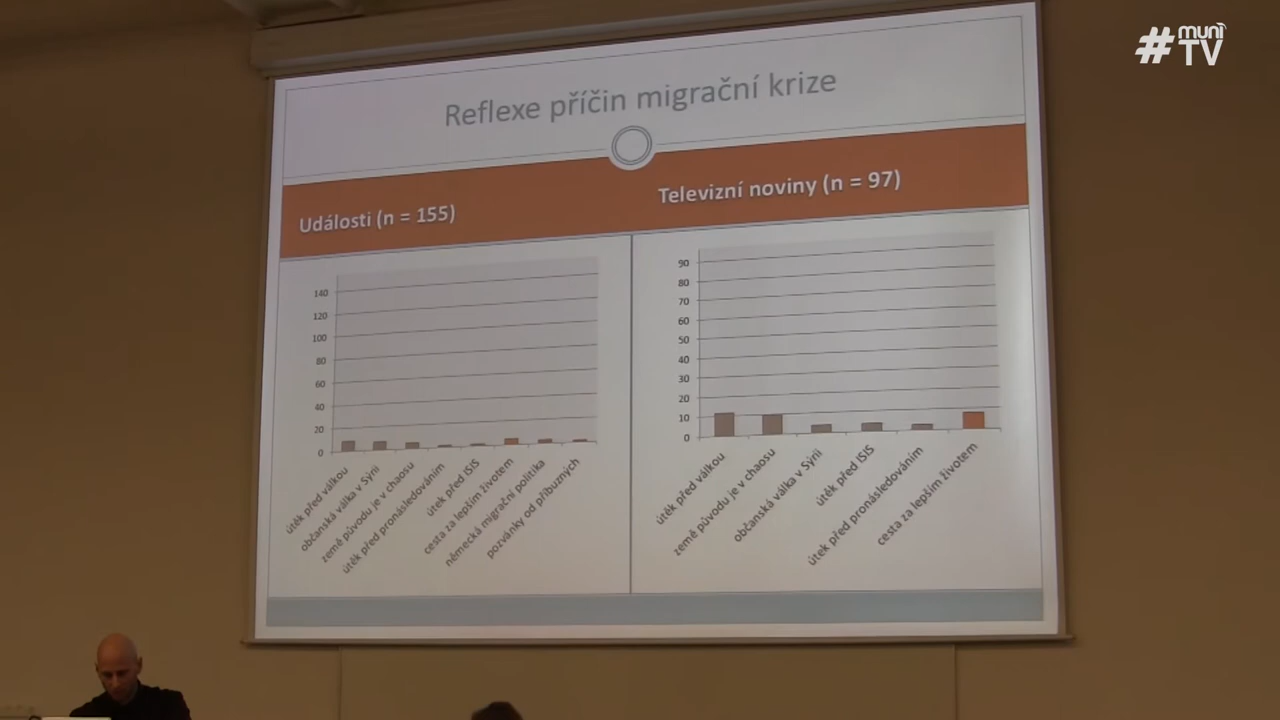 # muni TV
Reflexe příčin migrační krize
Události (n = 155)
Televizní noviny (n = 97)
140
120
100
80
60
40
20
0
útěk před válkou
občanská válka v Sýrii
země původu je v chaosu
útěk před pronásledováním
útěk před ISIS
cesta za lepším životem
německá migrační politika
pozvánky od příbuzných
90
80
70
60
50
40
30
20
10
0
útěk před válkou
země původu je v chaosu
občanská válka v Sýrii
útěk před ISIS
útek před pronásledováním
cesta za lepším životem